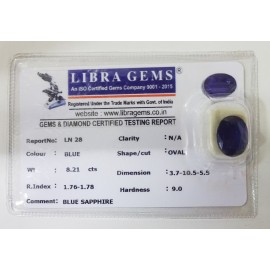 LIBRA GEMS®
An ISO Certified Gems Company 9001 - 2015
Registered Under the Trade Marks with Govt. of India
website : www.libragems.co.in
GEMS & DIAMOND CERTIFIED TESTING REPORT
ReportNo: LN 28 Clarity : N/A
Colour : BLUE Shape/cut : OVAL
Wt : 8.21 cts Dimension : 3.7-10.5-5.5
R.Index : 1.76-1.78 Hardness : 9.0
Comment : BLUE SAPPHIRE